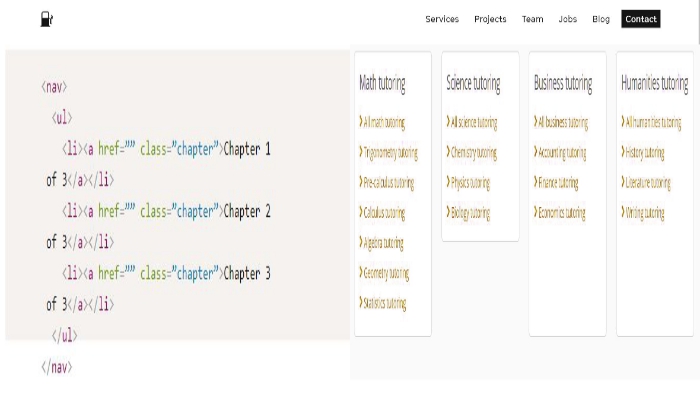 Services Projects Team Jobs Blog Contact
<nav>
<ul>
<li><a href="" class="chapter">Chapter 1
of 3</a></li>
<li><a href="" class="chapter">Chapter 2
of 3</a></li>
<li><a href="" class="chapter">Chapter 3
of 3</a></li>
</ul>
</nav>
Math tutoring
All math tutoring
Trigonometry tutoring
Pre-calculus tutoring
Calculus tutoring
Algebra tutoring
Geometry tutoring
Statistics tutoring
Science tutoring
All science tutoring
Chemistry tutoring
Physics tutoring
Biology tutoring
Business tutoring
All business tutoring
Accounting tutoring
Finance tutoring
Economics tutoring
Humanities tutoring
All humanities tutoring
History tutoring
Literature tutoring
Writing tutoring